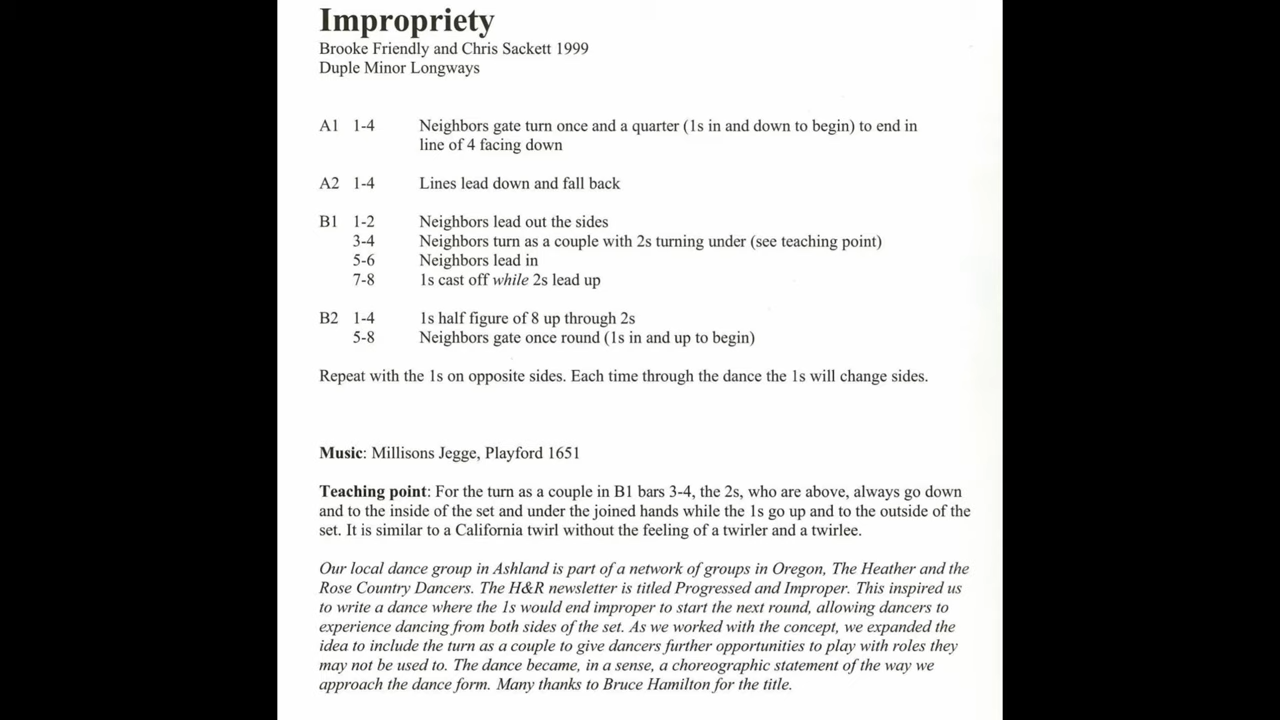 Impropriety
Brooke Friendly and Chris Sackett 1999
Duple Minor Longways
A1 1-4 Neighbors gate turn once and a quarter (1s in and down to begin) to end in
line of 4 facing down
A2 1-4 Lines lead down and fall back
B1 1-2 Neighbors lead out the sides
3-4 Neighbors turn as a couple with 2s turning under (see teaching point)
5-6 Neighbors lead in
7-8 1s cast off while 2s lead up
B2 1-4 1s half figure of 8 up through 2s
5-8 Neighbors gate once round (1s in and up to begin)
Repeat with the 1s on opposite sides. Each time through the dance the 1s will change sides.
Music: Millisons Jegge, Playford 1651
Teaching point: For the turn as a couple in B1 bars 3-4, the 2s, who are above, always go down
and to the inside of the set and under the joined hands while the 1s go up and to the outside of the
set. It is similar to a California twirl without the feeling of a twirler and a twirlee.
Our local dance group in Ashland is part of a network of groups in Oregon, The Heather and the
Rose Country Dancers. The H&R newsletter is titled Progressed and Improper. This inspired us
to write a dance where the 1s would end improper to start the next round, allowing dancers to
experience dancing from both sides of the set. As we worked with the concept, we expanded the
idea to include the turn as a couple to give dancers further opportunities to play with roles they
may not be used to. The dance became, in a sense, a choreographic statement of the way we
approach the dance form. Many thanks to Bruce Hamilton for the title.